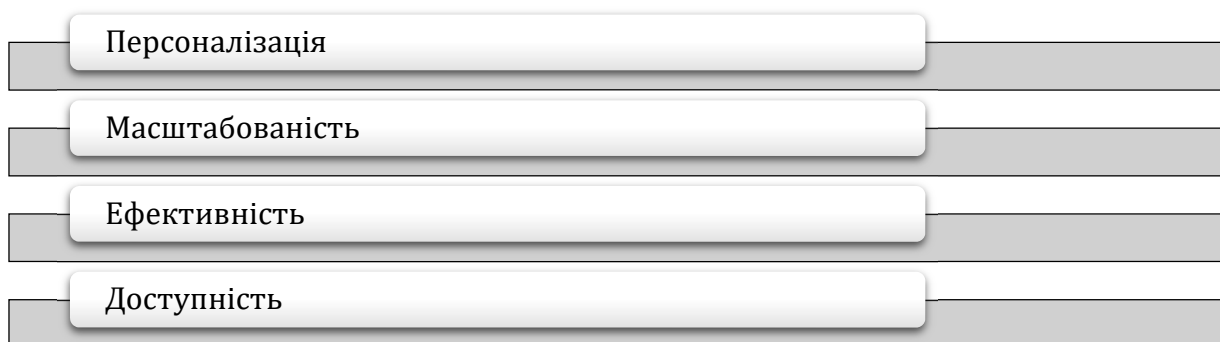 Персоналізація
Масштабованість
Ефективність
Доступність